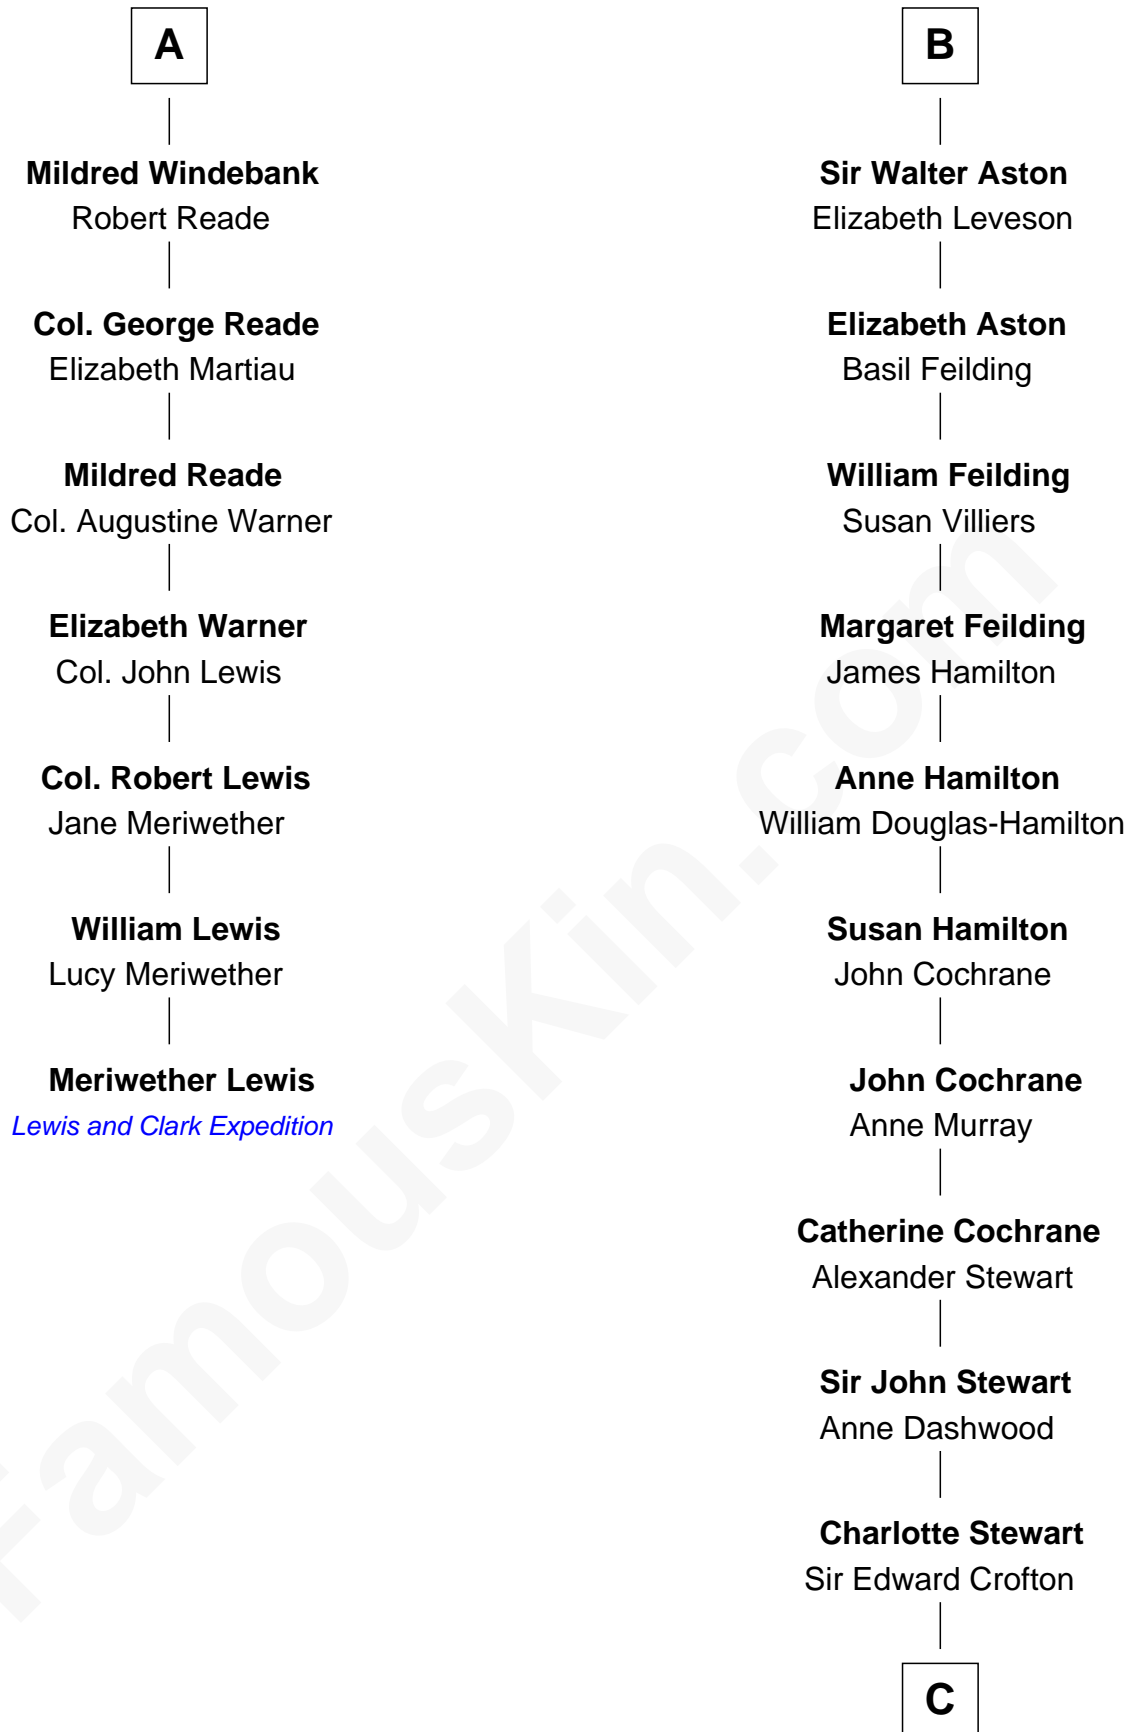 A
Mildred Windebank
Robert Reade
Col. George Reade
Elizabeth Martiau
Mildred Reade
Col. Augustine Warner
Elizabeth Warner
Col. John Lewis
Col. Robert Lewis
Jane Meriwether
William Lewis
Lucy Meriwether
Meriwether Lewis
Lewis and Clark Expedition
B
Sir Walter Aston
Elizabeth Leveson
Elizabeth Aston
Basil Feilding
William Feilding
Susan Villiers
Margaret Feilding
James Hamilton
Anne Hamilton
William Douglas-Hamilton
Susan Hamilton
John Cochrane
John Cochrane
Anne Murray
Catherine Cochrane
Alexander Stewart
Sir John Stewart
Anne Dashwood
Charlotte Stewart
Sir Edward Crofton
C
FamousKin.com